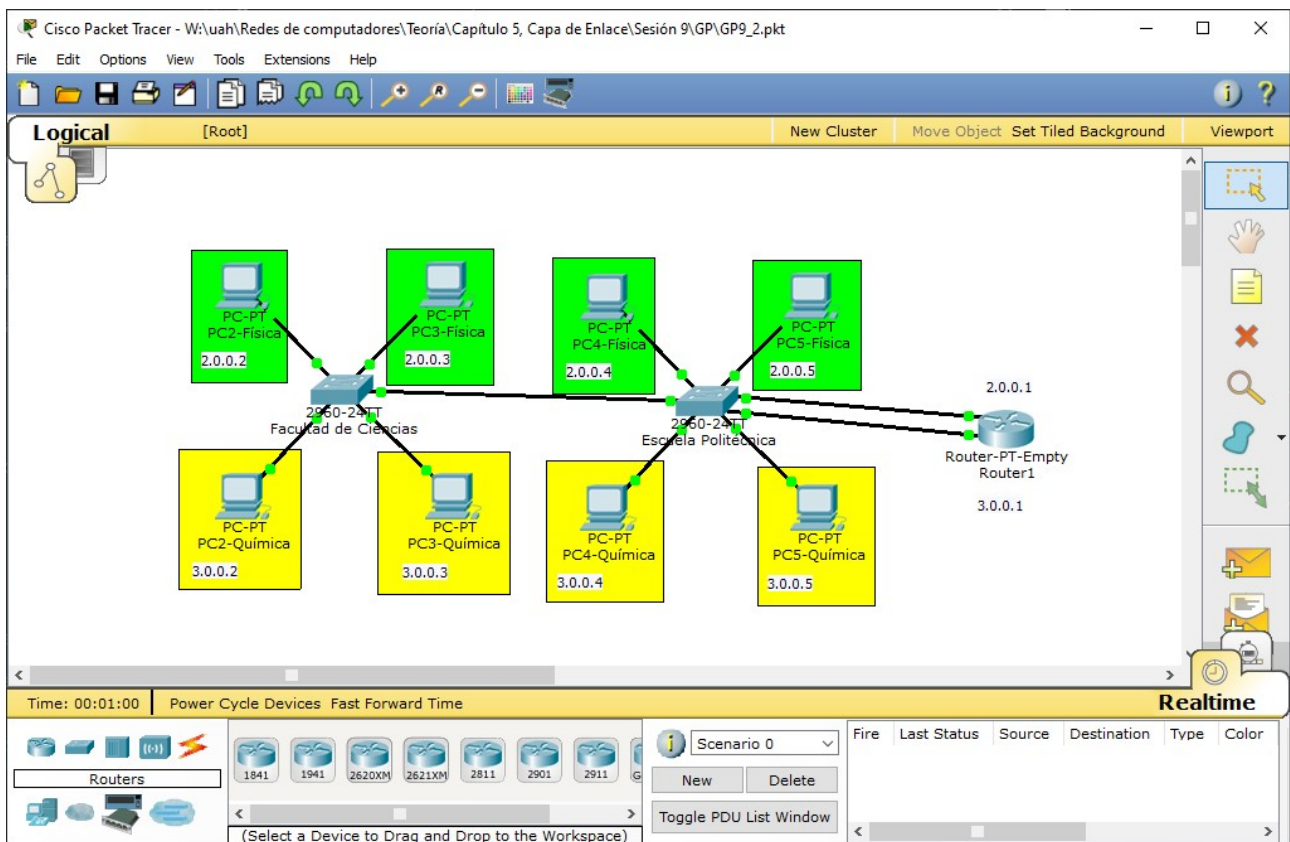 Cisco Packet Tracer - W:\uah\Redes de computadores\Teoría\Capítulo 5, Capa de Enlace\Sesión 9\GP\GP9_2.pkt
File Edit Options View Tools Extensions Help
Logical [Root] New Cluster Move Object Set Tiled Background Viewport
PC-PT
PC2-Física
2.0.0.2
PC-PT
PC3-Física
2.0.0.3
PC-PT
PC4-Física
2.0.0.4
PC-PT
PC5-Física
2.0.0.5
2960-24TT
Facultad de Ciencias
2960-24TT
Escuela Politécnica
2.0.0.1
Router-PT-Empty
Router1
3.0.0.1
PC-PT
PC2-Química
3.0.0.2
PC-PT
PC3-Química
3.0.0.3
PC-PT
PC4-Química
3.0.0.4
PC-PT
PC5-Química
3.0.0.5
Time: 00:01:00 Power Cycle Devices Fast Forward Time Realtime
Routers
1841 1941 2620XM 2621XM 2811 2901 2911 G
(Select a Device to Drag and Drop to the Workspace)
Scenario 0
New Delete
Toggle PDU List Window
Fire Last Status Source Destination Type Color